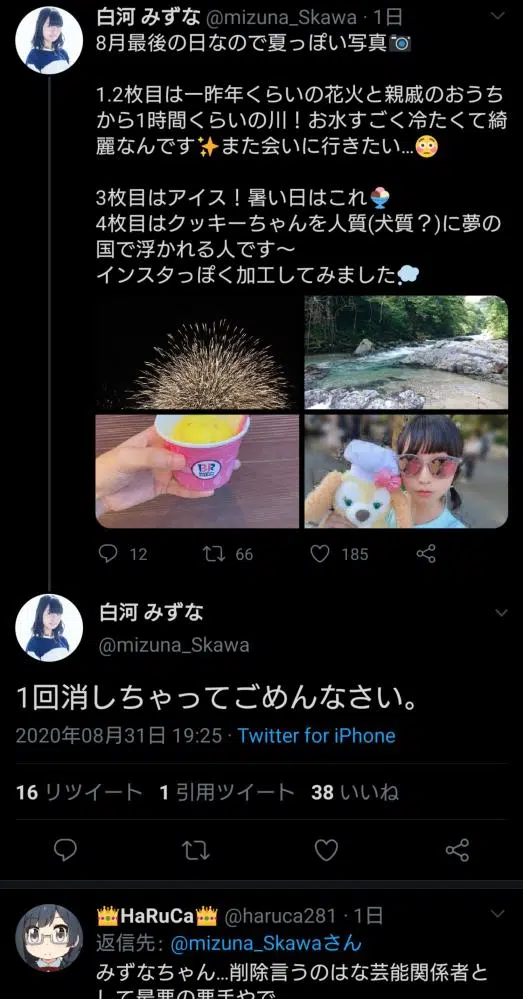 白河 みずな @mizuna_Skawa · 1日
8月最後の日なので夏っぽい写真📷
1.2枚目は一昨年くらいの花火と親戚のおうち
から1時間くらいの川！お水すごく冷たくて綺
麗なんです✨また会いに行きたい...😳
3枚目はアイス！暑い日はこれ🍨
4枚目はクッキーちゃんを人質(犬質？)に夢の
国で浮かれる人です〜
インスタっぽく加工してみました💭
BR
12 66 185
白河 みずな
@mizuna_Skawa
1回消しちゃってごめんなさい。
2020年08月31日 19:25 · Twitter for iPhone
16 リツイート 1 引用ツイート 38 いいね
👑HaRuCa👑 @haruca281 · 1日
返信先: @mizuna_Skawaさん
みずなちゃん...削除言うのはな芸能関係者と
して最悪の悪手やで